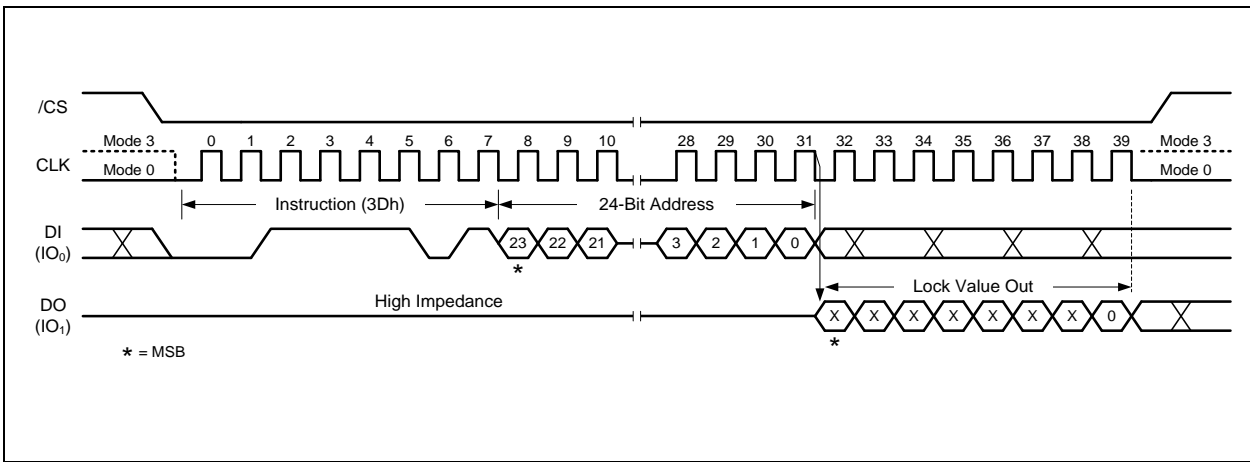 /CS
Mode 3 0 1 2 3 4 5 6 7 8 9 10 28 29 30 31 32 33 34 35 36 37 38 39 Mode 3
CLK Mode 0 Mode 0
Instruction (3Dh) 24-Bit Address
DI
(IO₀)
23 22 21 3 2 1 0
*
Lock Value Out
High Impedance
DO
(IO₁)
X X X X X X X 0
*
* = MSB